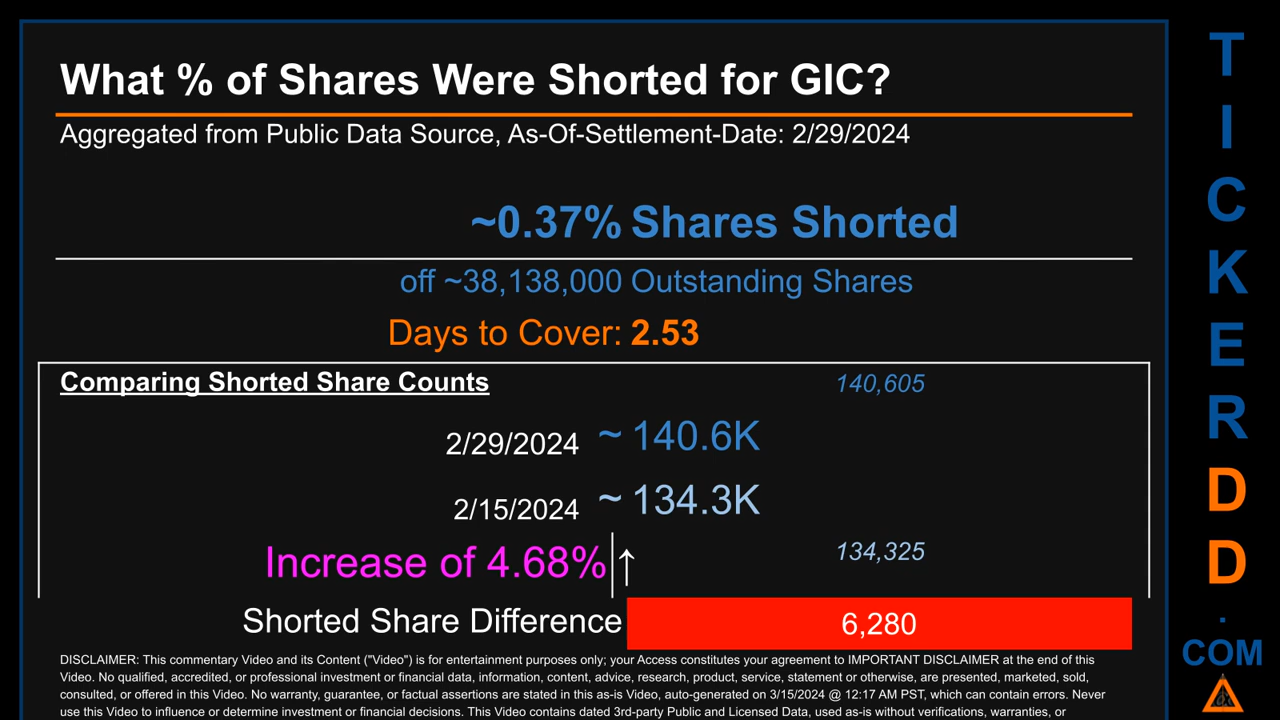 What % of Shares Were Shorted for GIC?
Aggregated from Public Data Source, As-Of-Settlement-Date: 2/29/2024
~0.37% Shares Shorted
off ~38,138,000 Outstanding Shares
Days to Cover: 2.53
Comparing Shorted Share Counts
140,605
2/29/2024 ~ 140.6K
2/15/2024 ~ 134.3K
Increase of 4.68% ↑
134,325
Shorted Share Difference 6,280
DISCLAIMER: This commentary Video and its Content ("Video") is for entertainment purposes only; your Access constitutes your agreement to IMPORTANT DISCLAIMER at the end of this
Video. No qualified, accredited, or professional investment or financial data, information, content, advice, research, product, service, statement or otherwise, are presented, marketed, sold,
consulted, or offered in this Video. No warranty, guarantee, or factual assertions are stated in this as-is Video, auto-generated on 3/15/2024 @ 12:17 AM PST, which can contain errors. Never
use this Video to influence or determine investment or financial decisions. This Video contains dated 3rd-party Public and Licensed Data, used as-is without verifications, warranties, or
T
I
C
K
E
R
D
D
.
COM